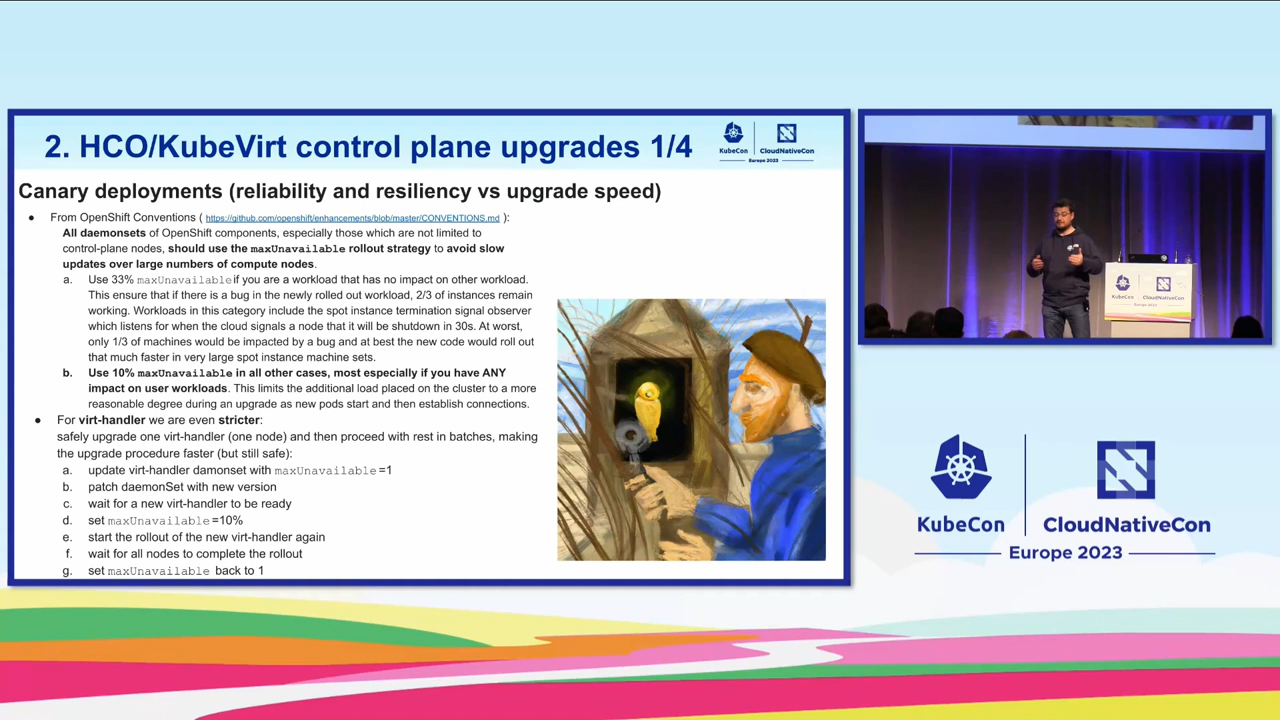 2. HCO/KubeVirt control plane upgrades 1/4
KubeCon
CloudNativeCon
Europe 2023
Canary deployments (reliability and resiliency vs upgrade speed)
● From OpenShift Conventions ( https://github.com/openshift/enhancements/blob/master/CONVENTIONS.md ):
All daemonsets of OpenShift components, especially those which are not limited to
control-plane nodes, should use the maxUnavailable rollout strategy to avoid slow
updates over large numbers of compute nodes.
a. Use 33% maxUnavailable if you are a workload that has no impact on other workload.
This ensure that if there is a bug in the newly rolled out workload, 2/3 of instances remain
working. Workloads in this category include the spot instance termination signal observer
which listens for when the cloud signals a node that it will be shutdown in 30s. At worst,
only 1/3 of machines would be impacted by a bug and at best the new code would roll out
that much faster in very large spot instance machine sets.
b. Use 10% maxUnavailable in all other cases, most especially if you have ANY
impact on user workloads. This limits the additional load placed on the cluster to a more
reasonable degree during an upgrade as new pods start and then establish connections.
● For virt-handler we are even stricter:
safely upgrade one virt-handler (one node) and then proceed with rest in batches, making
the upgrade procedure faster (but still safe):
a. update virt-handler damonset with maxUnavailable =1
b. patch daemonSet with new version
c. wait for a new virt-handler to be ready
d. set maxUnavailable =10%
e. start the rollout of the new virt-handler again
f. wait for all nodes to complete the rollout
g. set maxUnavailable back to 1
KubeCon
CloudNativeCon
Europe 2023
KubeCon
CloudNativeCon
Europe 2023